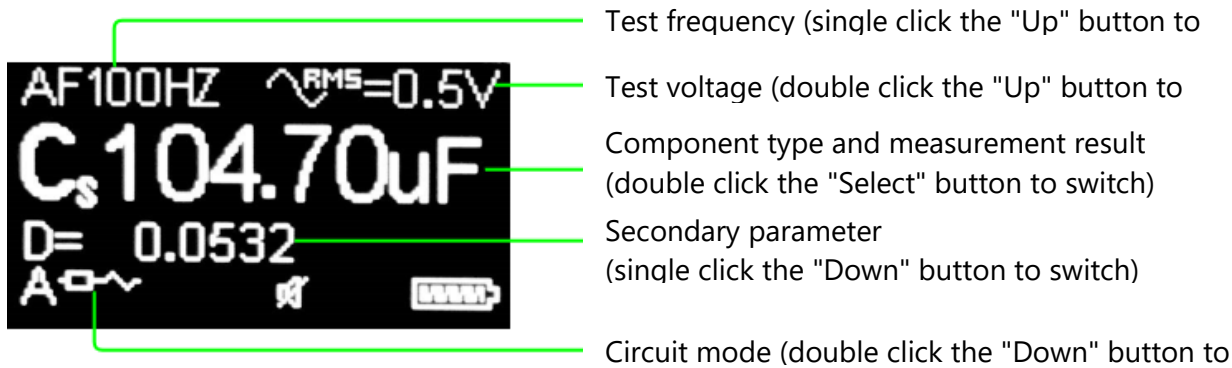 Test frequency (single click the "Up" button to
AF100HZ RMS=0.5V
Test voltage (double click the "Up" button to
Cs104.70uF
Component type and measurement result
(double click the "Select" button to switch)
D= 0.0532
Secondary parameter
(single click the "Down" button to switch)
A
Circuit mode (double click the "Down" button to